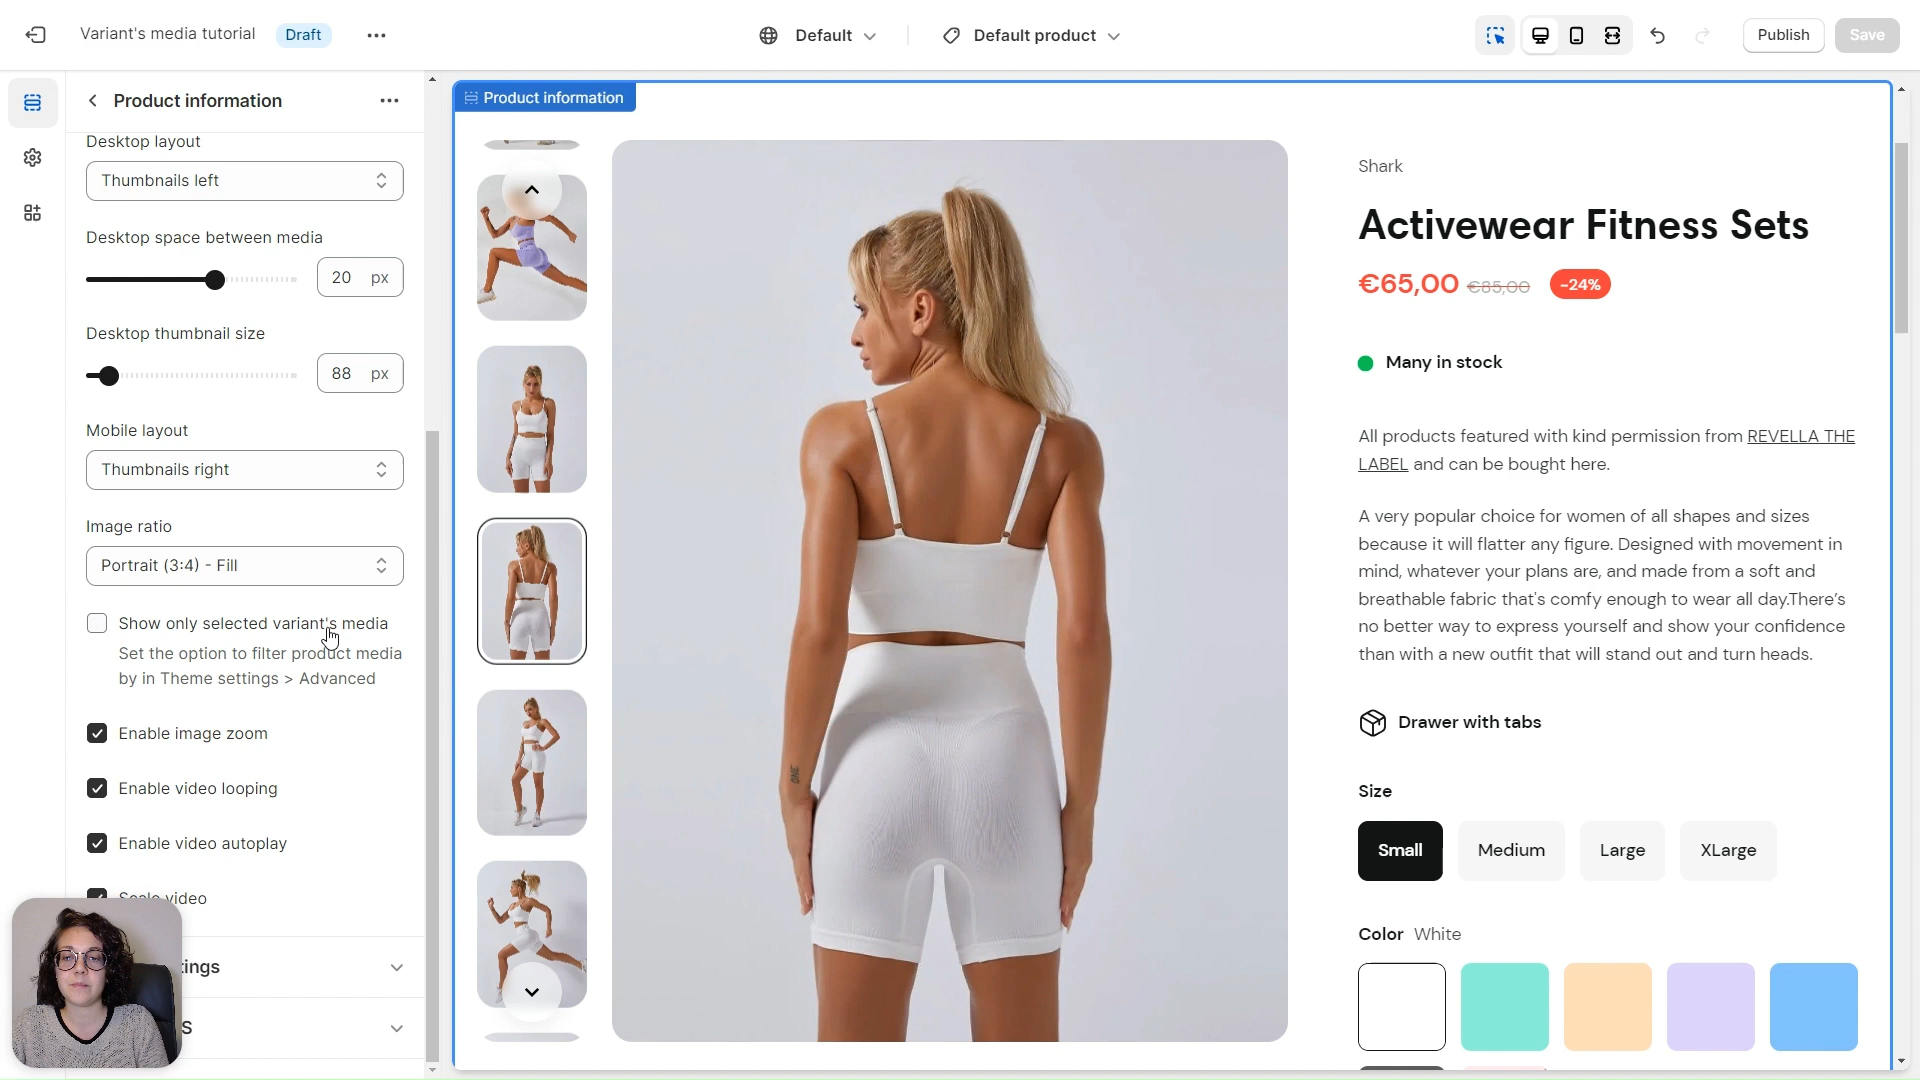 Variant's media tutorial
Draft
Default
Default product
Publish
Save
Product information
Desktop layout
Thumbnails left
Desktop space between media
20 px
Desktop thumbnail size
88 px
Mobile layout
Thumbnails right
Image ratio
Portrait (3:4) - Fill
Show only selected variant's media
Set the option to filter product media
by in Theme settings > Advanced
Enable image zoom
Enable video looping
Enable video autoplay
Scale video
tings
S
Product information
Shark
Activewear Fitness Sets
€65,00 €85,00 -24%
Many in stock
All products featured with kind permission from REVELLA THE
LABEL and can be bought here.
A very popular choice for women of all shapes and sizes
because it will flatter any figure. Designed with movement in
mind, whatever your plans are, and made from a soft and
breathable fabric that's comfy enough to wear all day.There's
no better way to express yourself and show your confidence
than with a new outfit that will stand out and turn heads.
Drawer with tabs
Size
Small Medium Large XLarge
Color White